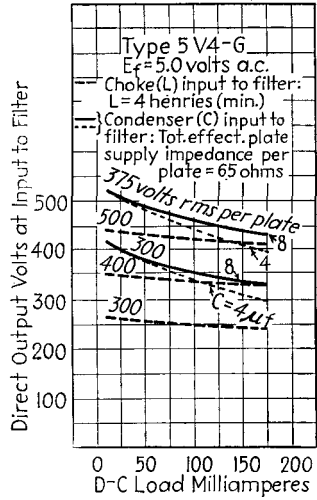 Type 5 V4-G
Ef=5.0 volts a.c.
Choke(L) input to filter:
L=4 henries (min.)
Condenser (C) input to
filter: Tot. effect. plate
supply impedance per
plate = 65 ohms
375 volts rms per plate
500
8
4
300
400
8
C=4μf
300
500
400
300
200
100
0 50 100 150 200
D-C Load Milliamperes
Direct Output Volts at Input to Filter